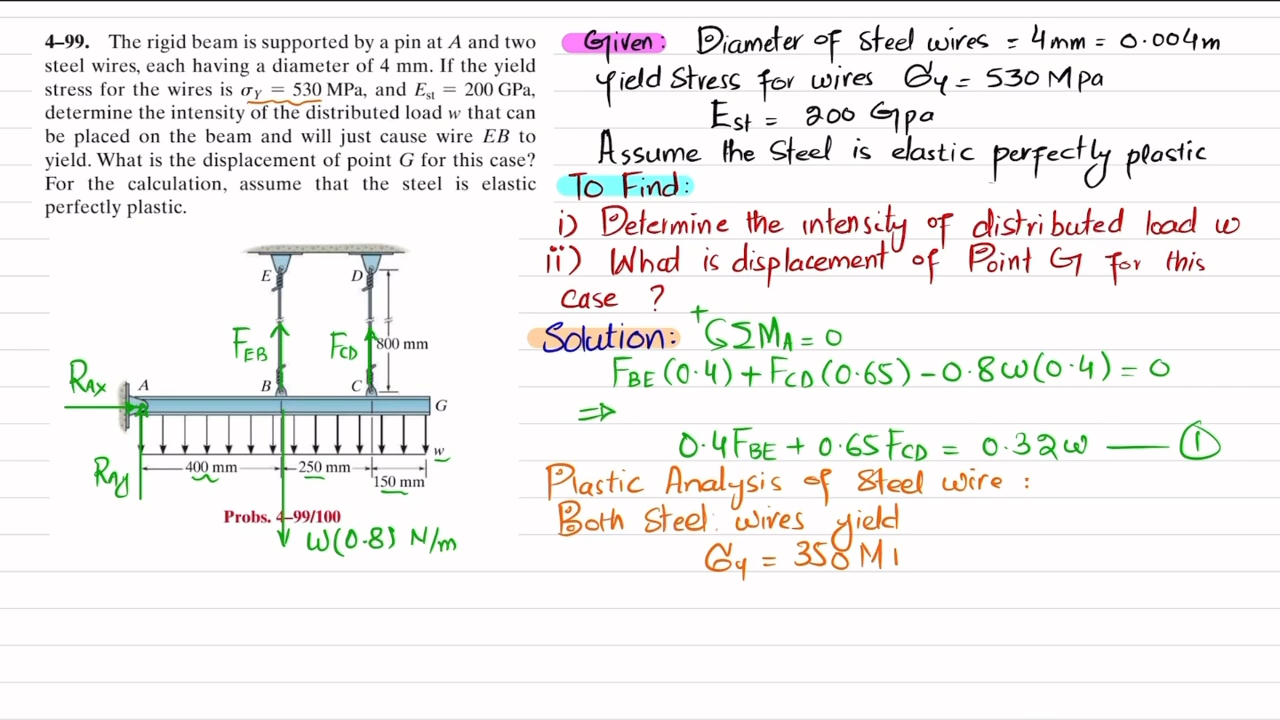 4–99. The rigid beam is supported by a pin at A and two
steel wires, each having a diameter of 4 mm. If the yield
stress for the wires is σY = 530 MPa, and Est = 200 GPa,
determine the intensity of the distributed load w that can
be placed on the beam and will just cause wire EB to
yield. What is the displacement of point G for this case?
For the calculation, assume that the steel is elastic
perfectly plastic.
E
D
FEB
FCD
800 mm
RAX
A
B
C
G
w
RAy
400 mm
250 mm
150 mm
Probs. 4–99/100
W(0.8) N/m
Given: Diameter of Steel wires = 4mm = 0.004m
Yield Stress for wires σy = 530 MPa
Est = 200 Gpa
Assume the Steel is elastic perfectly plastic
To Find:
i) Determine the intensity of distributed load w
ii) What is displacement of Point G for this
case ?
Solution: +↺ΣMA = 0
FBE (0.4) + FCD (0.65) – 0.8w(0.4) = 0
⇒
0.4FBE + 0.65FCD = 0.32w —— ①
Plastic Analysis of Steel wire :
Both Steel wires yield
σy = 350 M